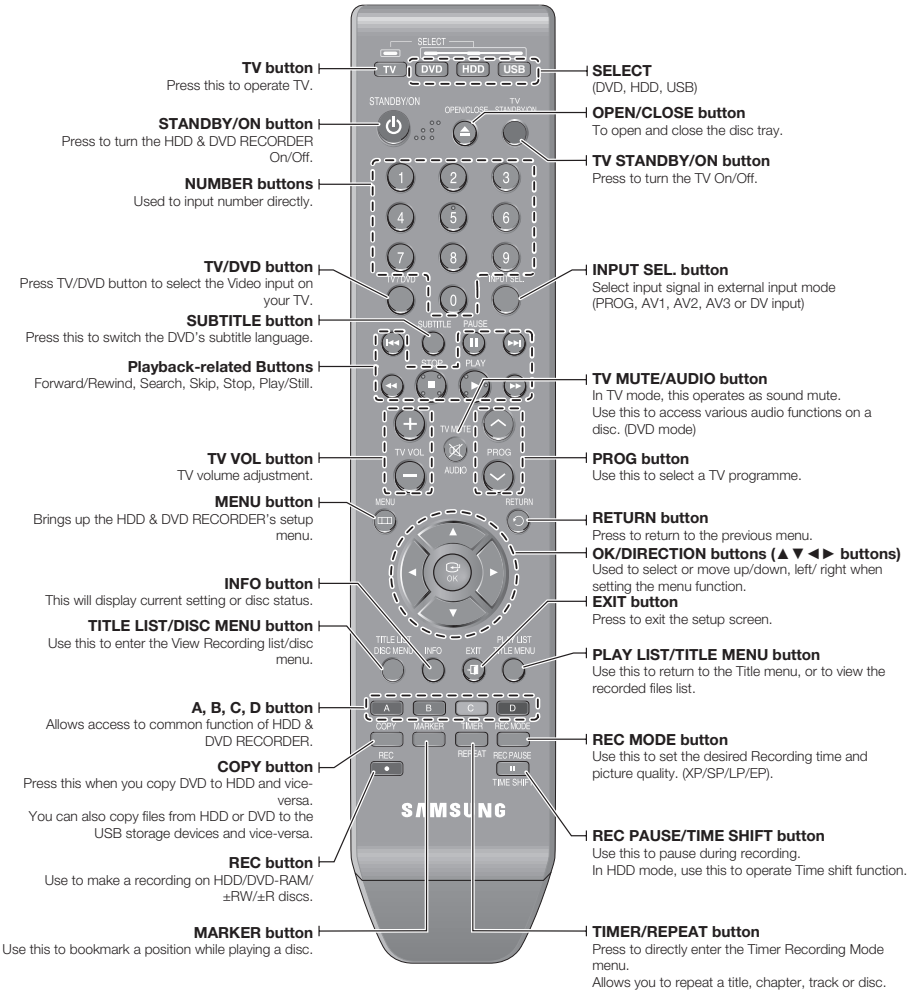 TV button
Press this to operate TV.
STANDBY/ON button
Press to turn the HDD & DVD RECORDER
On/Off.
NUMBER buttons
Used to input number directly.
TV/DVD button
Press TV/DVD button to select the Video input on
your TV.
SUBTITLE button
Press this to switch the DVD's subtitle language.
Playback-related Buttons
Forward/Rewind, Search, Skip, Stop, Play/Still.
TV VOL button
TV volume adjustment.
MENU button
Brings up the HDD & DVD RECORDER's setup
menu.
INFO button
This will display current setting or disc status.
TITLE LIST/DISC MENU button
Use this to enter the View Recording list/disc
menu.
A, B, C, D button
Allows access to common function of HDD &
DVD RECORDER.
COPY button
Press this when you copy DVD to HDD and vice-
versa.
You can also copy files from HDD or DVD to the
USB storage devices and vice-versa.
REC button
Use to make a recording on HDD/DVD-RAM/
±RW/±R discs.
MARKER button
Use this to bookmark a position while playing a disc.
SELECT
TV DVD HDD USB
STANDBY/ON
OPEN/CLOSE
TV
STANDBY/ON
1 2 3
4 5 6
7 8 9
TV/DVD
0
INPUT SEL.
SUBTITLE PAUSE
STOP PLAY
TV MUTE
TV VOL
PROG
AUDIO
MENU
RETURN
OK
TITLE LIST
DISC MENU
INFO
EXIT
PLAY LIST
TITLE MENU
A B C D
COPY MARKER TIMER REC MODE
REC
REPEAT
REC PAUSE
TIME SHIFT
SAMSUNG
SELECT
(DVD, HDD, USB)
OPEN/CLOSE button
To open and close the disc tray.
TV STANDBY/ON button
Press to turn the TV On/Off.
INPUT SEL. button
Select input signal in external input mode
(PROG, AV1, AV2, AV3 or DV input)
TV MUTE/AUDIO button
In TV mode, this operates as sound mute.
Use this to access various audio functions on a
disc. (DVD mode)
PROG button
Use this to select a TV programme.
RETURN button
Press to return to the previous menu.
OK/DIRECTION buttons (▲▼◄► buttons)
Used to select or move up/down, left/ right when
setting the menu function.
EXIT button
Press to exit the setup screen.
PLAY LIST/TITLE MENU button
Use this to return to the Title menu, or to view the
recorded files list.
REC MODE button
Use this to set the desired Recording time and
picture quality. (XP/SP/LP/EP).
REC PAUSE/TIME SHIFT button
Use this to pause during recording.
In HDD mode, use this to operate Time shift function.
TIMER/REPEAT button
Press to directly enter the Timer Recording Mode
menu.
Allows you to repeat a title, chapter, track or disc.